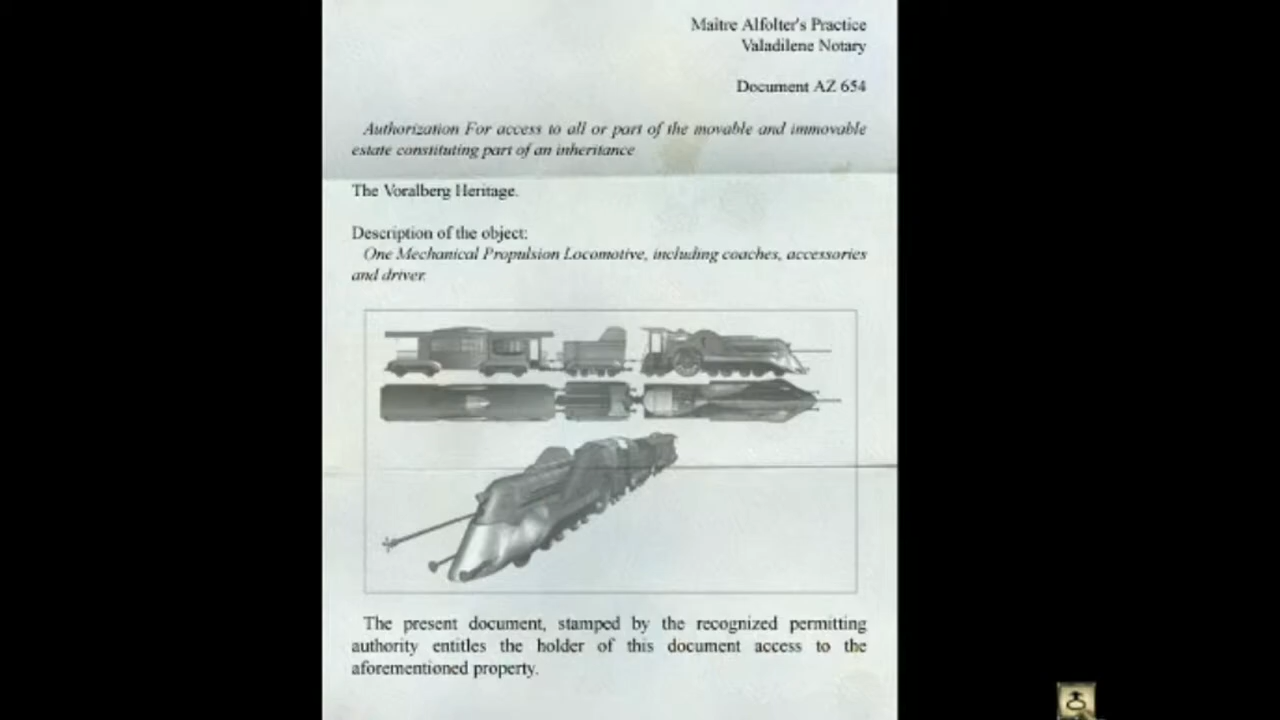 Maître Alfolter's Practice
Valadilene Notary
Document AZ 654
Authorization For access to all or part of the movable and immovable
estate constituting part of an inheritance
The Voralberg Heritage.
Description of the object:
One Mechanical Propulsion Locomotive, including coaches, accessories
and driver.
The present document, stamped by the recognized permitting
authority entitles the holder of this document access to the
aforementioned property.